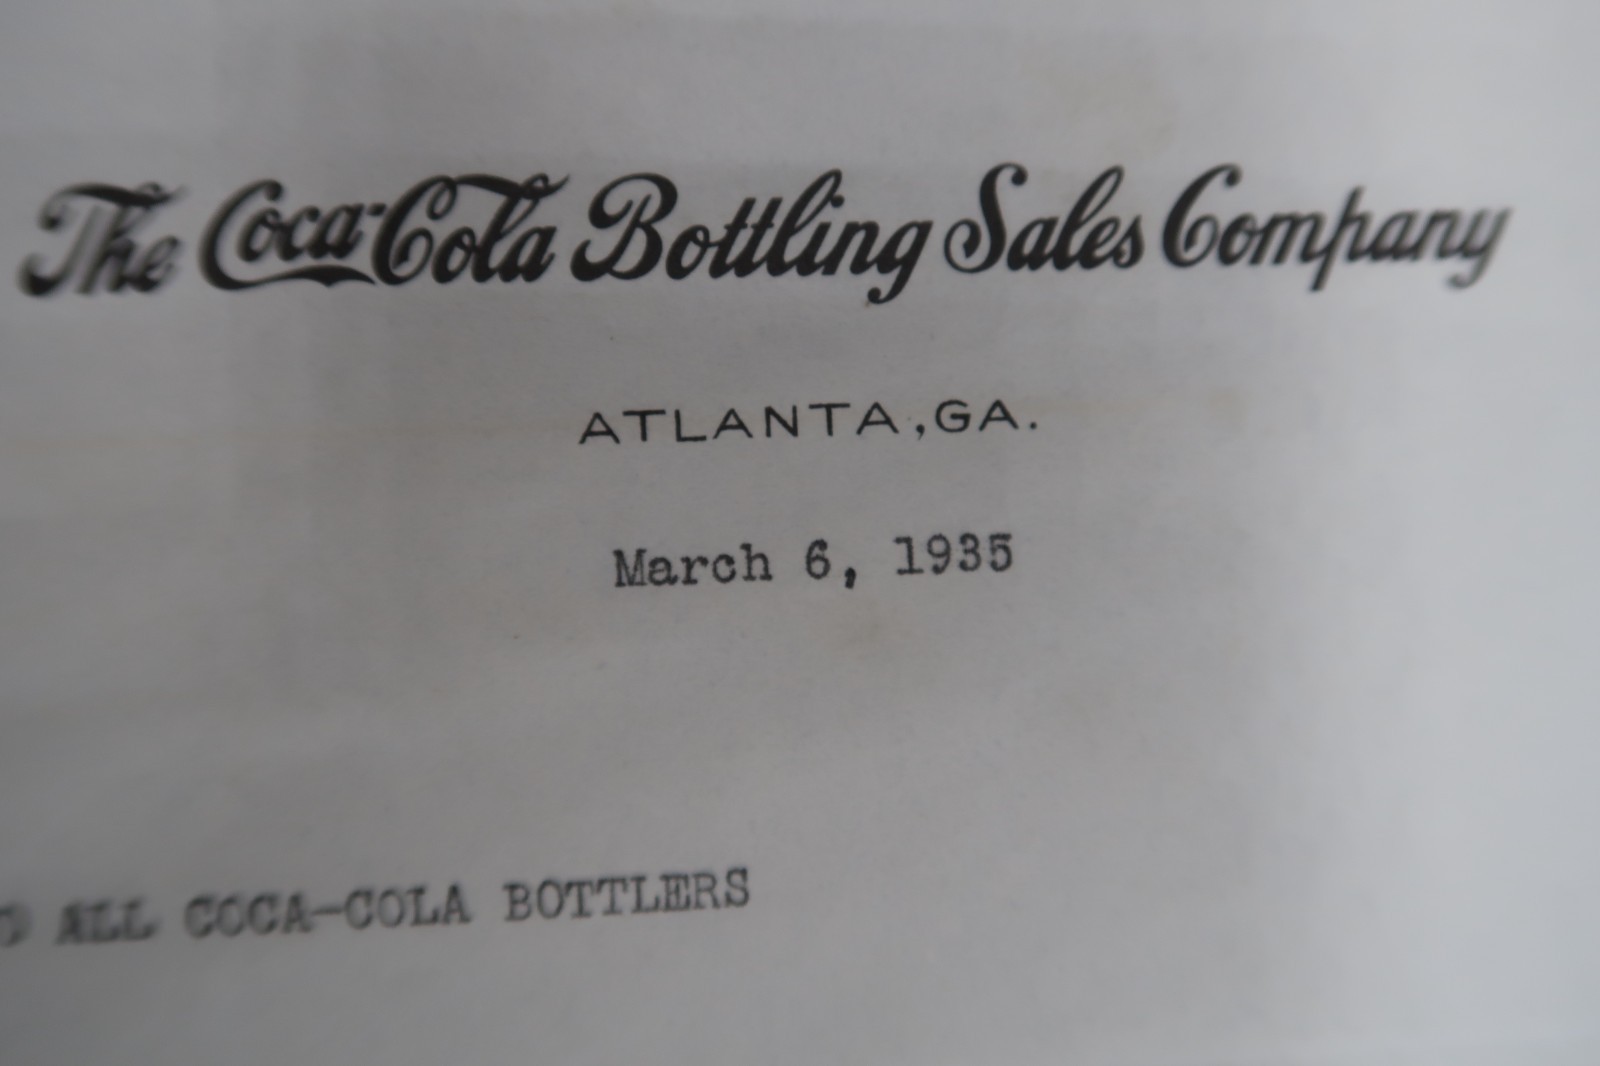 The Coca-Cola Bottling Sales Company
ATLANTA, GA.
March 6, 1935
ALL COCA-COLA BOTTLERS